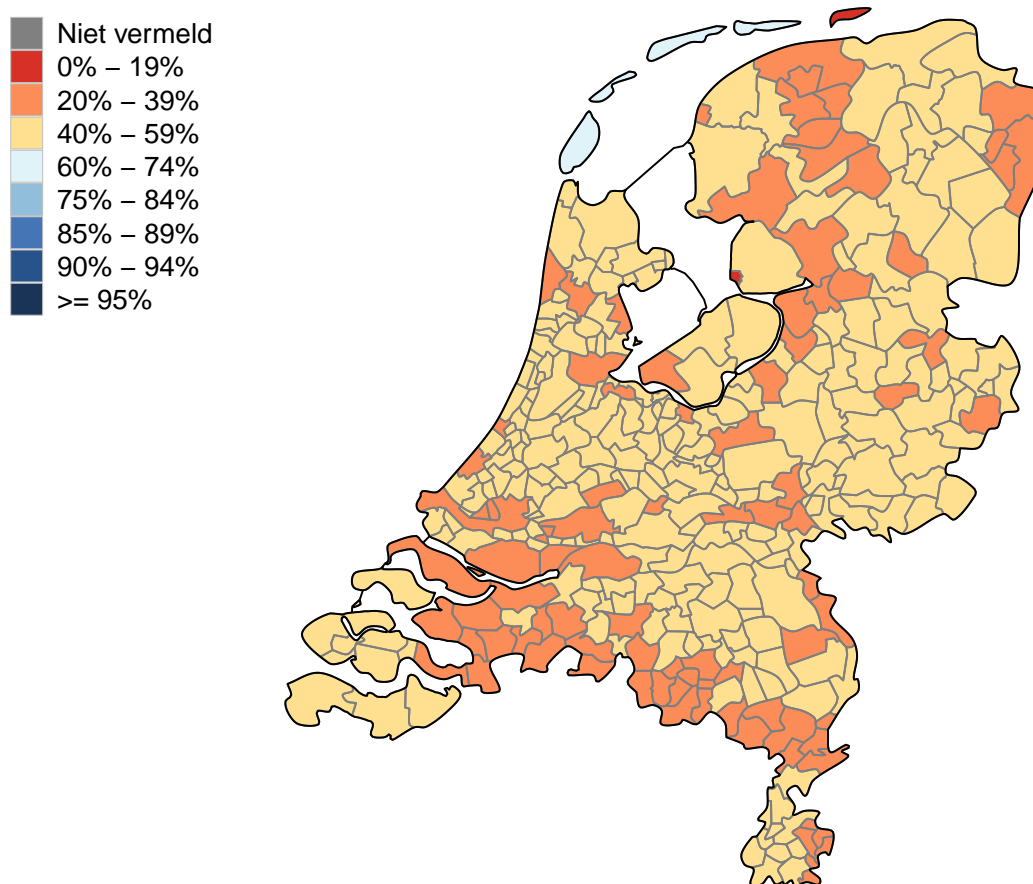 Niet vermeld
0% – 19%
20% – 39%
40% – 59%
60% – 74%
75% – 84%
85% – 89%
90% – 94%
>= 95%